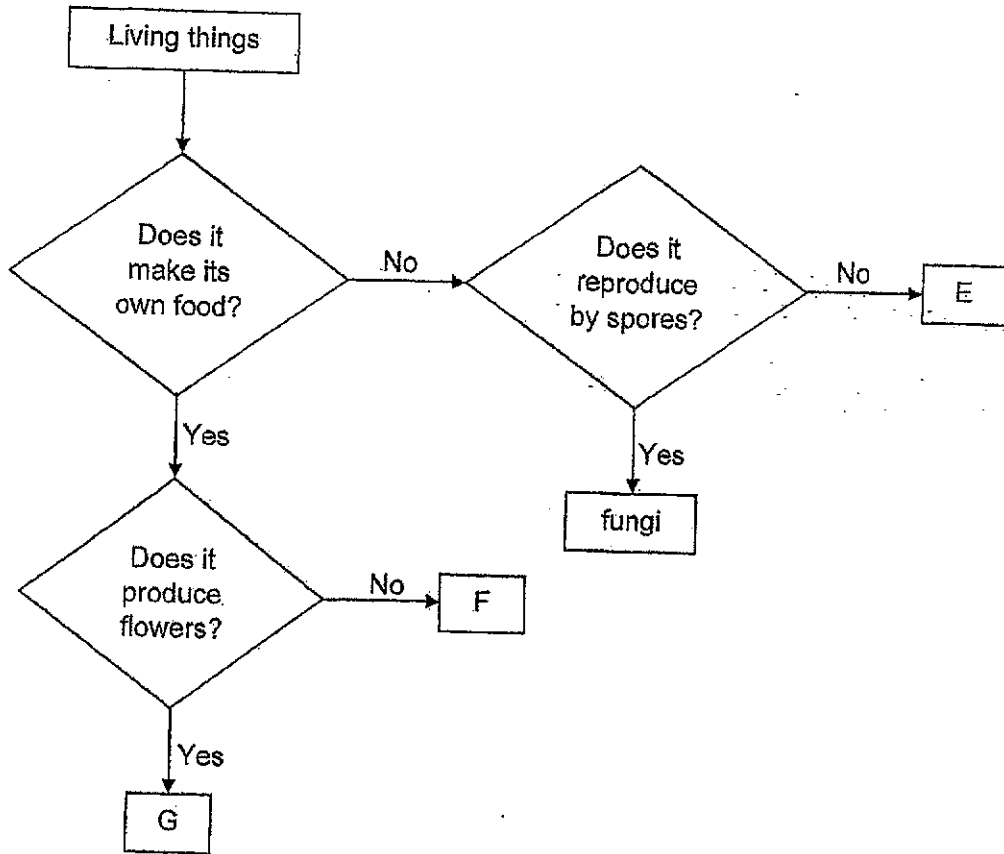 Living things
Does it
make its
own food?
No
Does it
reproduce
by spores?
No
E
Yes
Yes
fungi
Does it
produce
flowers?
No
F
Yes
G